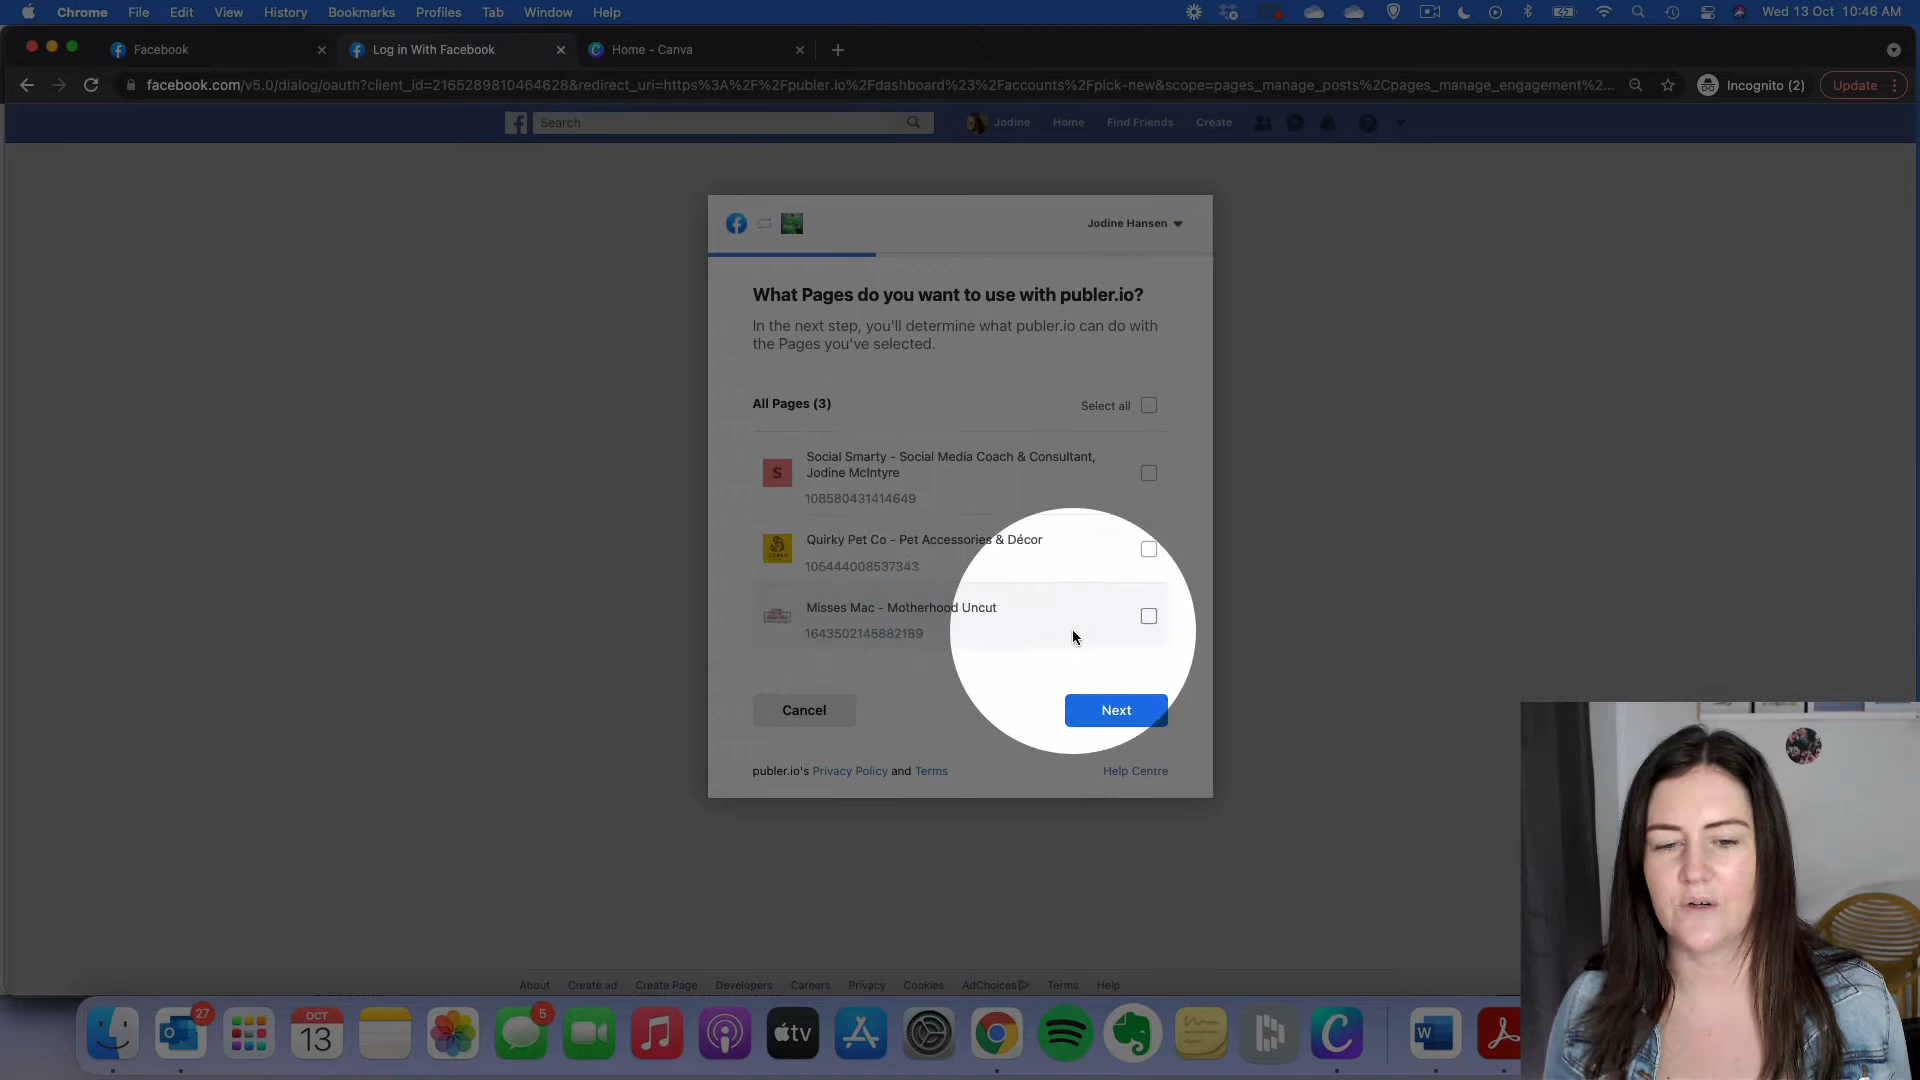 Chrome File Edit View History Bookmarks Profiles Tab Window Help Wed 13 Oct 10:46 AM
Facebook Log in With Facebook Home - Canva
facebook.com/v5.0/dialog/oauth?client_id=2165289810464628&redirect_uri=https%3A%2F%2Fpubler.io%2Fdashboard%23%2Faccounts%2Fpick-new&scope=pages_manage_posts%2Cpages_manage_engagement%2... Incognito (2) Update
Search Jodine Home Find Friends Create
Jodine Hansen
What Pages do you want to use with publer.io?
In the next step, you'll determine what publer.io can do with
the Pages you've selected.
All Pages (3) Select all
S
Social Smarty - Social Media Coach & Consultant,
Jodine McIntyre
108580431414649
Quirky Pet Co - Pet Accessories & Décor
105444008537343
Misses Mac - Motherhood Uncut
1643502145882189
Cancel Next
publer.io's Privacy Policy and Terms Help Centre
About Create ad Create Page Developers Careers Privacy Cookies AdChoices Terms Help
27 OCT 13 5 tv W